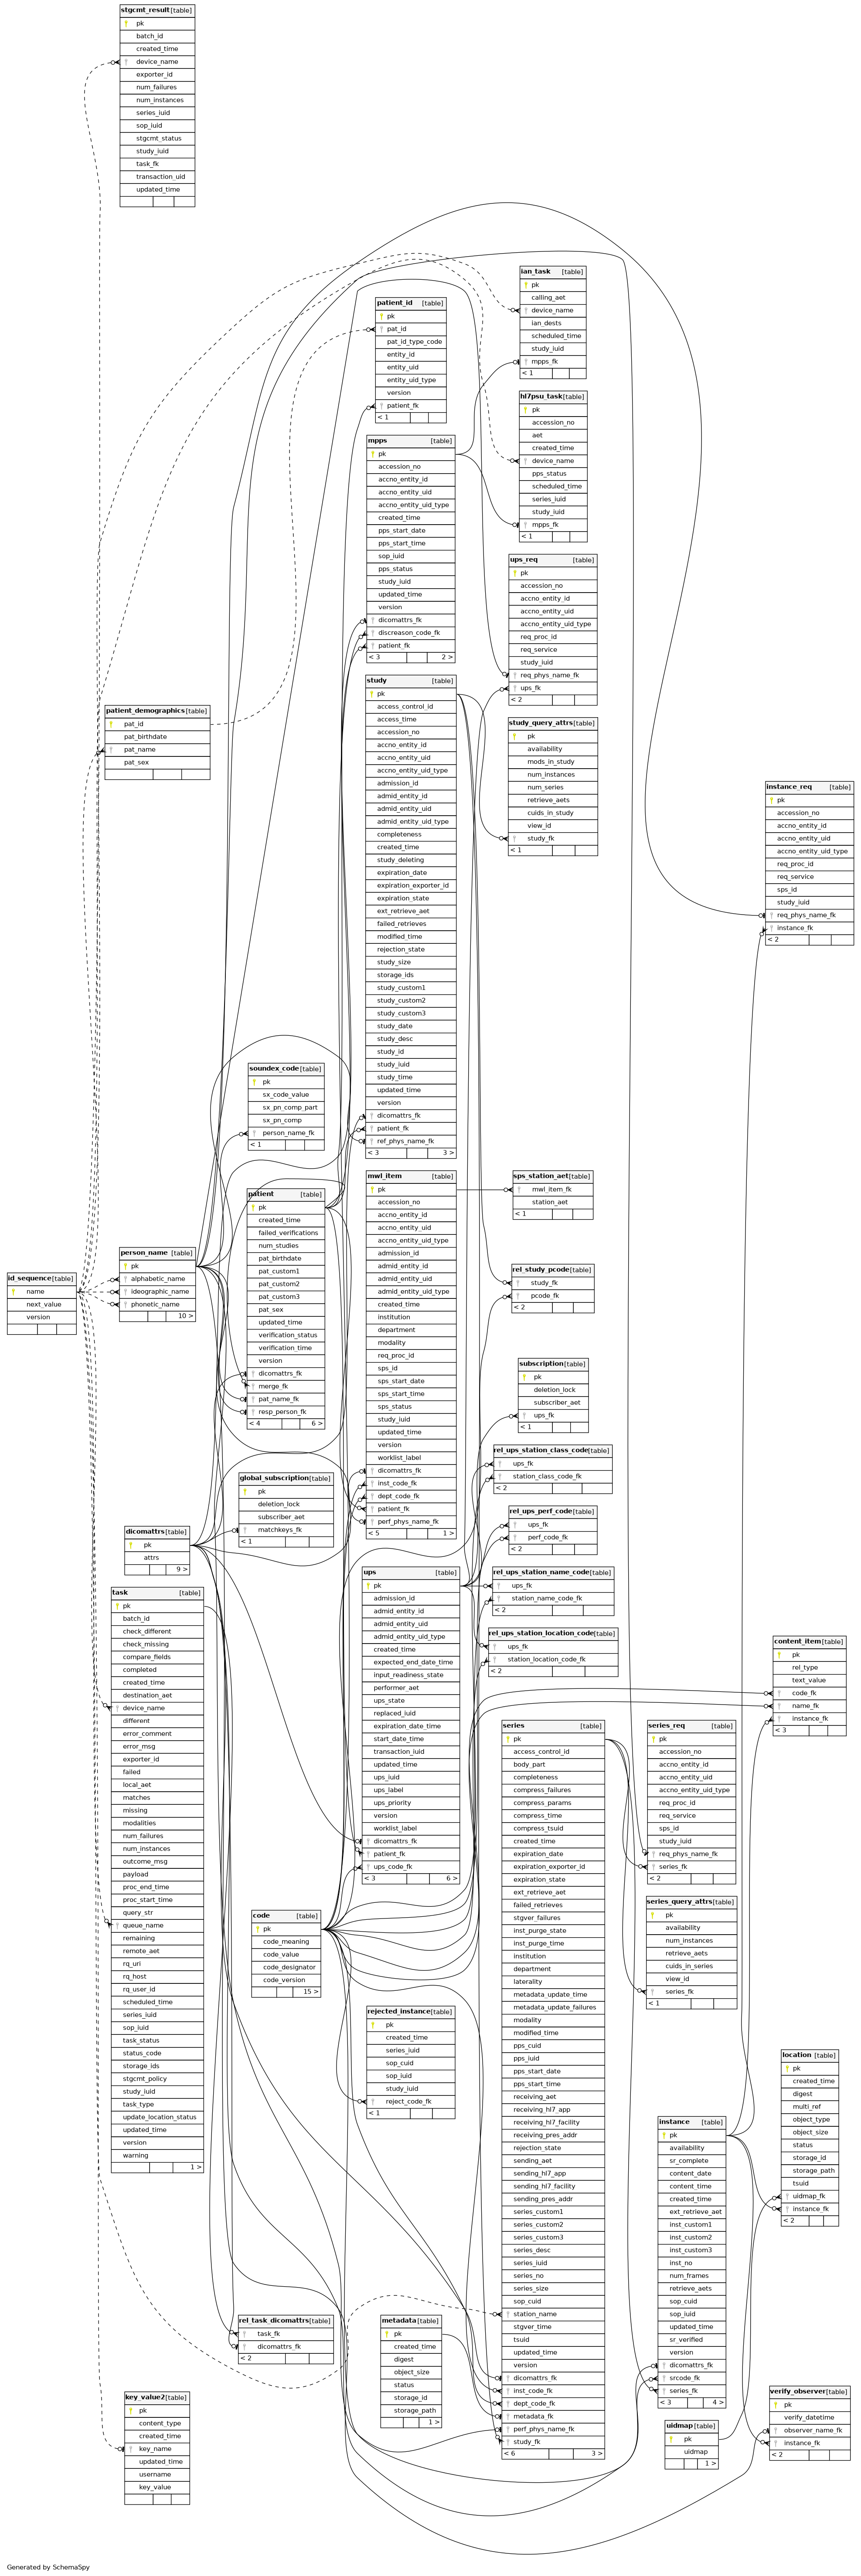 stgcmt_result [table]
pk
batch_id
created_time
device_name
exporter_id
num_failures
num_instances
series_iuid
sop_iuid
stgcmt_status
study_iuid
task_fk
transaction_uid
updated_time
ian_task [table]
pk
calling_aet
device_name
ian_dests
scheduled_time
study_iuid
mpps_fk
< 1
patient_id [table]
pk
pat_id
pat_id_type_code
entity_id
entity_uid
entity_uid_type
version
patient_fk
< 1
hl7psu_task [table]
pk
accession_no
aet
created_time
device_name
pps_status
scheduled_time
series_iuid
study_iuid
mpps_fk
< 1
mpps [table]
pk
accession_no
accno_entity_id
accno_entity_uid
accno_entity_uid_type
created_time
pps_start_date
pps_start_time
sop_iuid
pps_status
study_iuid
updated_time
version
dicomattrs_fk
discreason_code_fk
patient_fk
< 3 2 >
ups_req [table]
pk
accession_no
accno_entity_id
accno_entity_uid
accno_entity_uid_type
req_proc_id
req_service
study_iuid
req_phys_name_fk
ups_fk
< 2
study [table]
pk
access_control_id
access_time
accession_no
accno_entity_id
accno_entity_uid
accno_entity_uid_type
admission_id
admid_entity_id
admid_entity_uid
admid_entity_uid_type
completeness
created_time
study_deleting
expiration_date
expiration_exporter_id
expiration_state
ext_retrieve_aet
failed_retrieves
modified_time
rejection_state
study_size
storage_ids
study_custom1
study_custom2
study_custom3
study_date
study_desc
study_id
study_iuid
study_time
updated_time
version
dicomattrs_fk
patient_fk
ref_phys_name_fk
< 3 3 >
patient_demographics [table]
pat_id
pat_birthdate
pat_name
pat_sex
study_query_attrs [table]
pk
availability
mods_in_study
num_instances
num_series
retrieve_aets
cuids_in_study
view_id
study_fk
< 1
instance_req [table]
pk
accession_no
accno_entity_id
accno_entity_uid
accno_entity_uid_type
req_proc_id
req_service
sps_id
study_iuid
req_phys_name_fk
instance_fk
< 2
soundex_code [table]
pk
sx_code_value
sx_pn_comp_part
sx_pn_comp
person_name_fk
< 1
patient [table]
pk
created_time
failed_verifications
num_studies
pat_birthdate
pat_custom1
pat_custom2
pat_custom3
pat_sex
updated_time
verification_status
verification_time
version
dicomattrs_fk
merge_fk
pat_name_fk
resp_person_fk
< 4 6 >
mwl_item [table]
pk
accession_no
accno_entity_id
accno_entity_uid
accno_entity_uid_type
admission_id
admid_entity_id
admid_entity_uid
admid_entity_uid_type
created_time
institution
department
modality
req_proc_id
sps_id
sps_start_date
sps_start_time
sps_status
study_iuid
updated_time
version
worklist_label
dicomattrs_fk
inst_code_fk
dept_code_fk
patient_fk
perf_phys_name_fk
< 5 1 >
sps_station_aet [table]
mwl_item_fk
station_aet
< 1
id_sequence [table]
name
next_value
version
person_name [table]
pk
alphabetic_name
ideographic_name
phonetic_name
10 >
rel_study_pcode [table]
study_fk
pcode_fk
< 2
subscription [table]
pk
deletion_lock
subscriber_aet
ups_fk
< 1
rel_ups_station_class_code [table]
ups_fk
station_class_code_fk
< 2
global_subscription [table]
pk
deletion_lock
subscriber_aet
matchkeys_fk
< 1
rel_ups_perf_code [table]
ups_fk
perf_code_fk
< 2
dicomattrs [table]
pk
attrs
9 >
rel_ups_station_name_code [table]
ups_fk
station_name_code_fk
< 2
ups [table]
pk
admission_id
admid_entity_id
admid_entity_uid
admid_entity_uid_type
created_time
expected_end_date_time
input_readiness_state
performer_aet
ups_state
replaced_iuid
expiration_date_time
start_date_time
transaction_iuid
updated_time
ups_iuid
ups_label
ups_priority
version
worklist_label
dicomattrs_fk
patient_fk
ups_code_fk
< 3 6 >
task [table]
pk
batch_id
check_different
check_missing
compare_fields
completed
created_time
destination_aet
device_name
different
error_comment
error_msg
exporter_id
failed
local_aet
matches
missing
modalities
num_failures
num_instances
outcome_msg
payload
proc_end_time
proc_start_time
query_str
queue_name
remaining
remote_aet
rq_uri
rq_host
rq_user_id
scheduled_time
series_iuid
sop_iuid
task_status
status_code
storage_ids
stgcmt_policy
study_iuid
task_type
update_location_status
updated_time
version
warning
1 >
rel_ups_station_location_code [table]
ups_fk
station_location_code_fk
< 2
content_item [table]
pk
rel_type
text_value
code_fk
name_fk
instance_fk
< 3
series [table]
pk
access_control_id
body_part
completeness
compress_failures
compress_params
compress_time
compress_tsuid
created_time
expiration_date
expiration_exporter_id
expiration_state
ext_retrieve_aet
failed_retrieves
stgver_failures
inst_purge_state
inst_purge_time
institution
department
laterality
metadata_update_time
metadata_update_failures
modality
modified_time
pps_cuid
pps_iuid
pps_start_date
pps_start_time
receiving_aet
receiving_hl7_app
receiving_hl7_facility
receiving_pres_addr
rejection_state
sending_aet
sending_hl7_app
sending_hl7_facility
sending_pres_addr
series_custom1
series_custom2
series_custom3
series_desc
series_iuid
series_no
series_size
sop_cuid
station_name
stgver_time
tsuid
updated_time
version
dicomattrs_fk
inst_code_fk
dept_code_fk
metadata_fk
perf_phys_name_fk
study_fk
< 6 3 >
series_req [table]
pk
accession_no
accno_entity_id
accno_entity_uid
accno_entity_uid_type
req_proc_id
req_service
sps_id
study_iuid
req_phys_name_fk
series_fk
< 2
series_query_attrs [table]
pk
availability
num_instances
retrieve_aets
cuids_in_series
view_id
series_fk
< 1
code [table]
pk
code_meaning
code_value
code_designator
code_version
15 >
rejected_instance [table]
pk
created_time
series_iuid
sop_cuid
sop_iuid
study_iuid
reject_code_fk
< 1
location [table]
pk
created_time
digest
multi_ref
object_type
object_size
status
storage_id
storage_path
tsuid
uidmap_fk
instance_fk
< 2
instance [table]
pk
availability
sr_complete
content_date
content_time
created_time
ext_retrieve_aet
inst_custom1
inst_custom2
inst_custom3
inst_no
num_frames
retrieve_aets
sop_cuid
sop_iuid
updated_time
sr_verified
version
dicomattrs_fk
srcode_fk
series_fk
< 3 4 >
rel_task_dicomattrs [table]
task_fk
dicomattrs_fk
< 2
metadata [table]
pk
created_time
digest
object_size
status
storage_id
storage_path
1 >
verify_observer [table]
pk
verify_datetime
observer_name_fk
instance_fk
< 2
key_value2 [table]
pk
content_type
created_time
key_name
updated_time
username
key_value
uidmap [table]
pk
uidmap
1 >
Generated by SchemaSpy